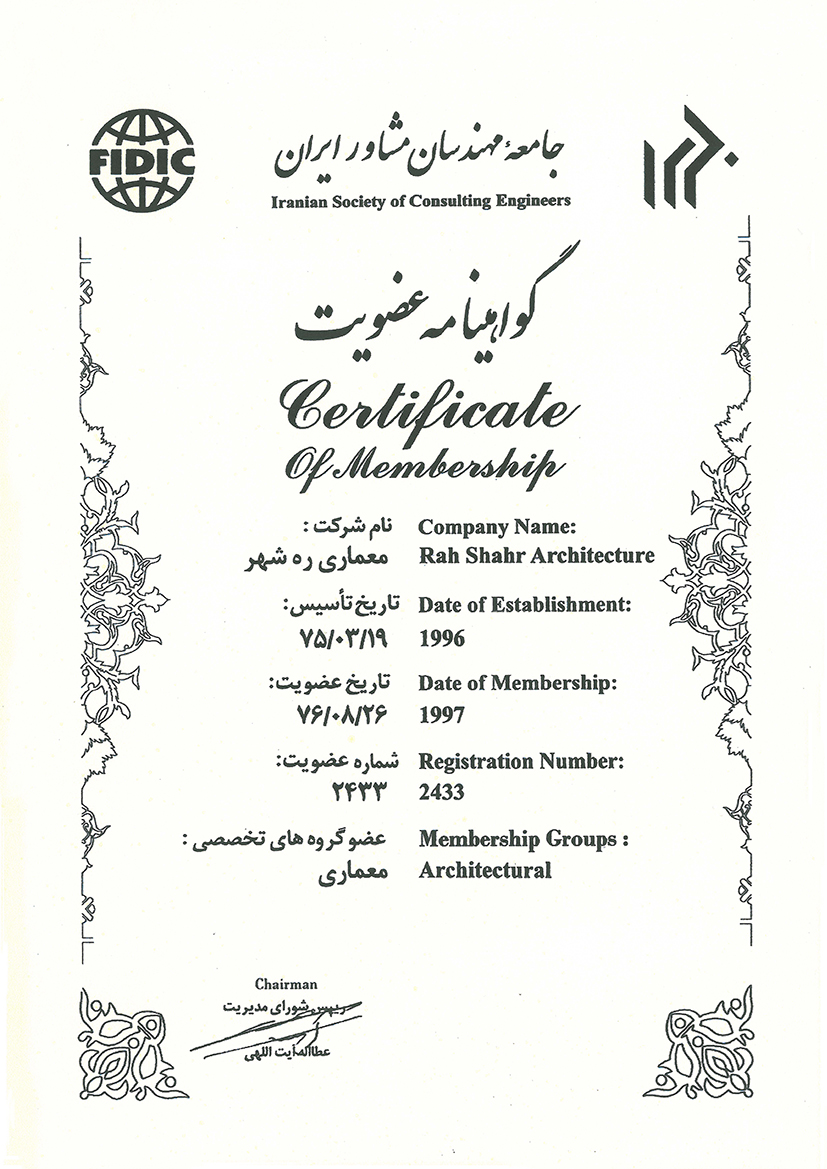 FIDIC
جامعهٔ مهندسان مشاور ایران
Iranian Society of Consulting Engineers
گواهینامه عضویت
Certificate
Of Membership
نام شرکت : Company Name:
معماری ره شهر Rah Shahr Architecture
تاریخ تأسیس: Date of Establishment:
۷۵/۰۳/۱۹ 1996
تاریخ عضویت: Date of Membership:
۷۶/۰۸/۲۶ 1997
شماره عضویت: Registration Number:
۲۴۳۳ 2433
عضو گروه های تخصصی : Membership Groups :
معماری Architectural
Chairman
رییس شورای مدیریت
عطااله آیت اللهی